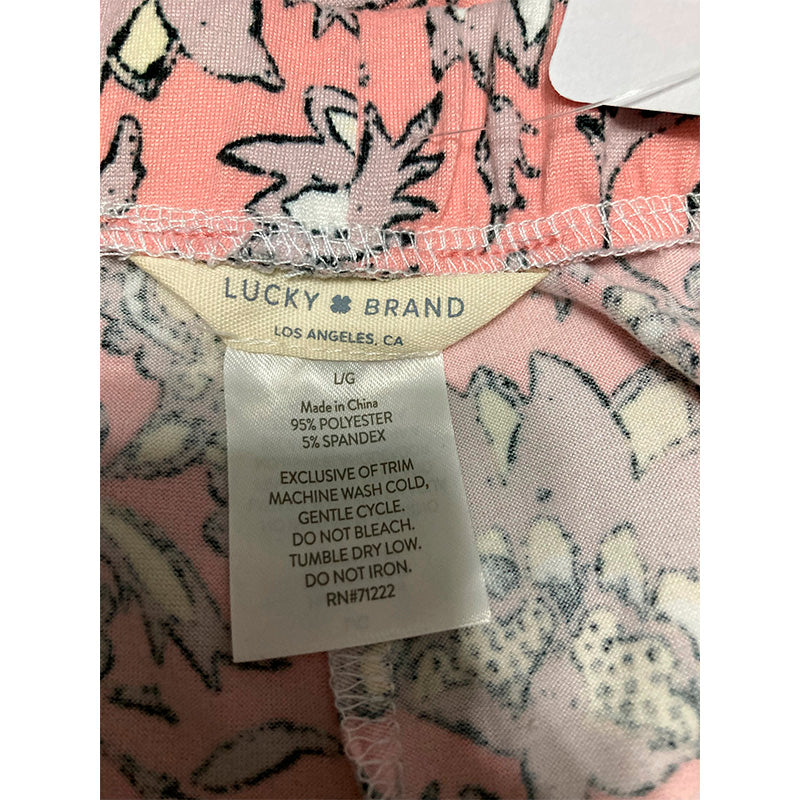 LUCKY BRAND
LOS ANGELES, CA
L/G
Made in China
95% POLYESTER
5% SPANDEX
EXCLUSIVE OF TRIM
MACHINE WASH COLD,
GENTLE CYCLE.
DO NOT BLEACH.
TUMBLE DRY LOW.
DO NOT IRON.
RN#71222